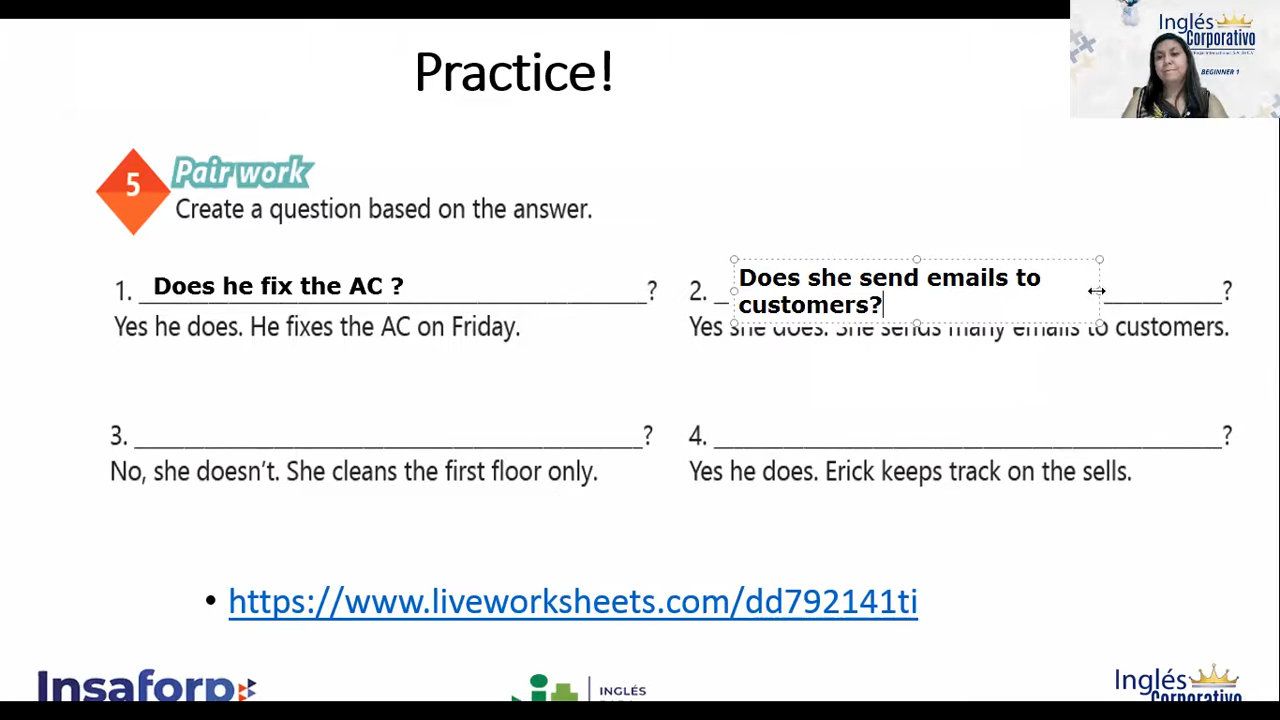 Practice!
Inglés
Corporativo
BEGINNER 1
5
Pair work
Create a question based on the answer.
1. Does he fix the AC ? ?
Yes he does. He fixes the AC on Friday.
2. Does she send emails to
customers? ?
Yes she does. She sends many emails to customers.
3. ?
No, she doesn't. She cleans the first floor only.
4. ?
Yes he does. Erick keeps track on the sells.
• https://www.liveworksheets.com/dd792141ti
Insaforp
INGLÉS
Inglés
Corporativo